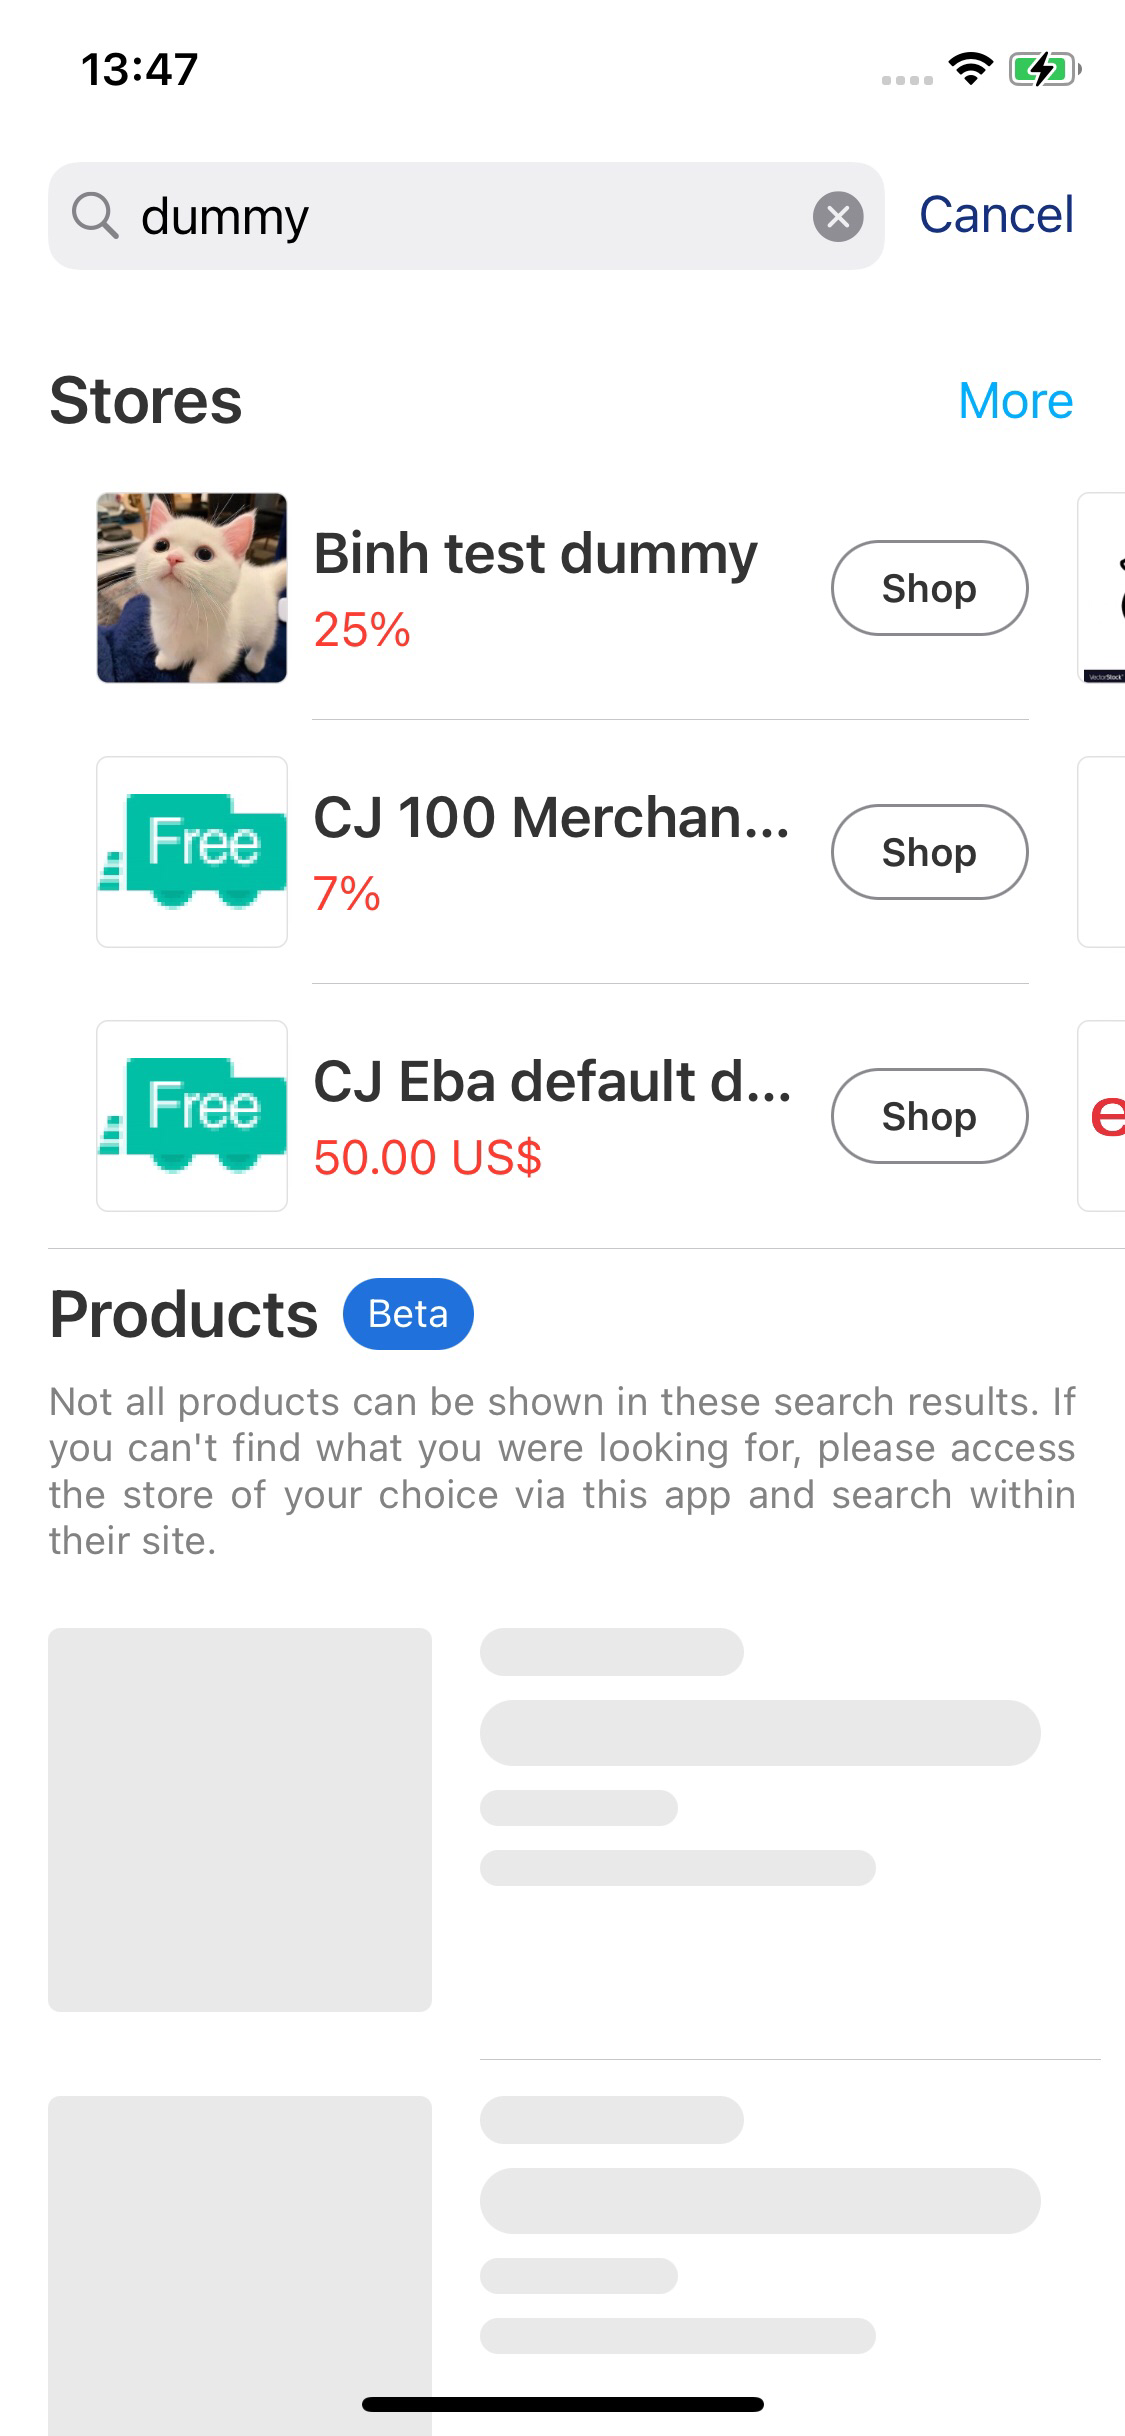 13:47
dummy
Cancel
Stores
More
Binh test dummy
25%
Shop
VectorStock
Free
CJ 100 Merchan...
7%
Shop
Free
CJ Eba default d...
50.00 US$
Shop
e
Products
Beta
Not all products can be shown in these search results. If
you can't find what you were looking for, please access
the store of your choice via this app and search within
their site.